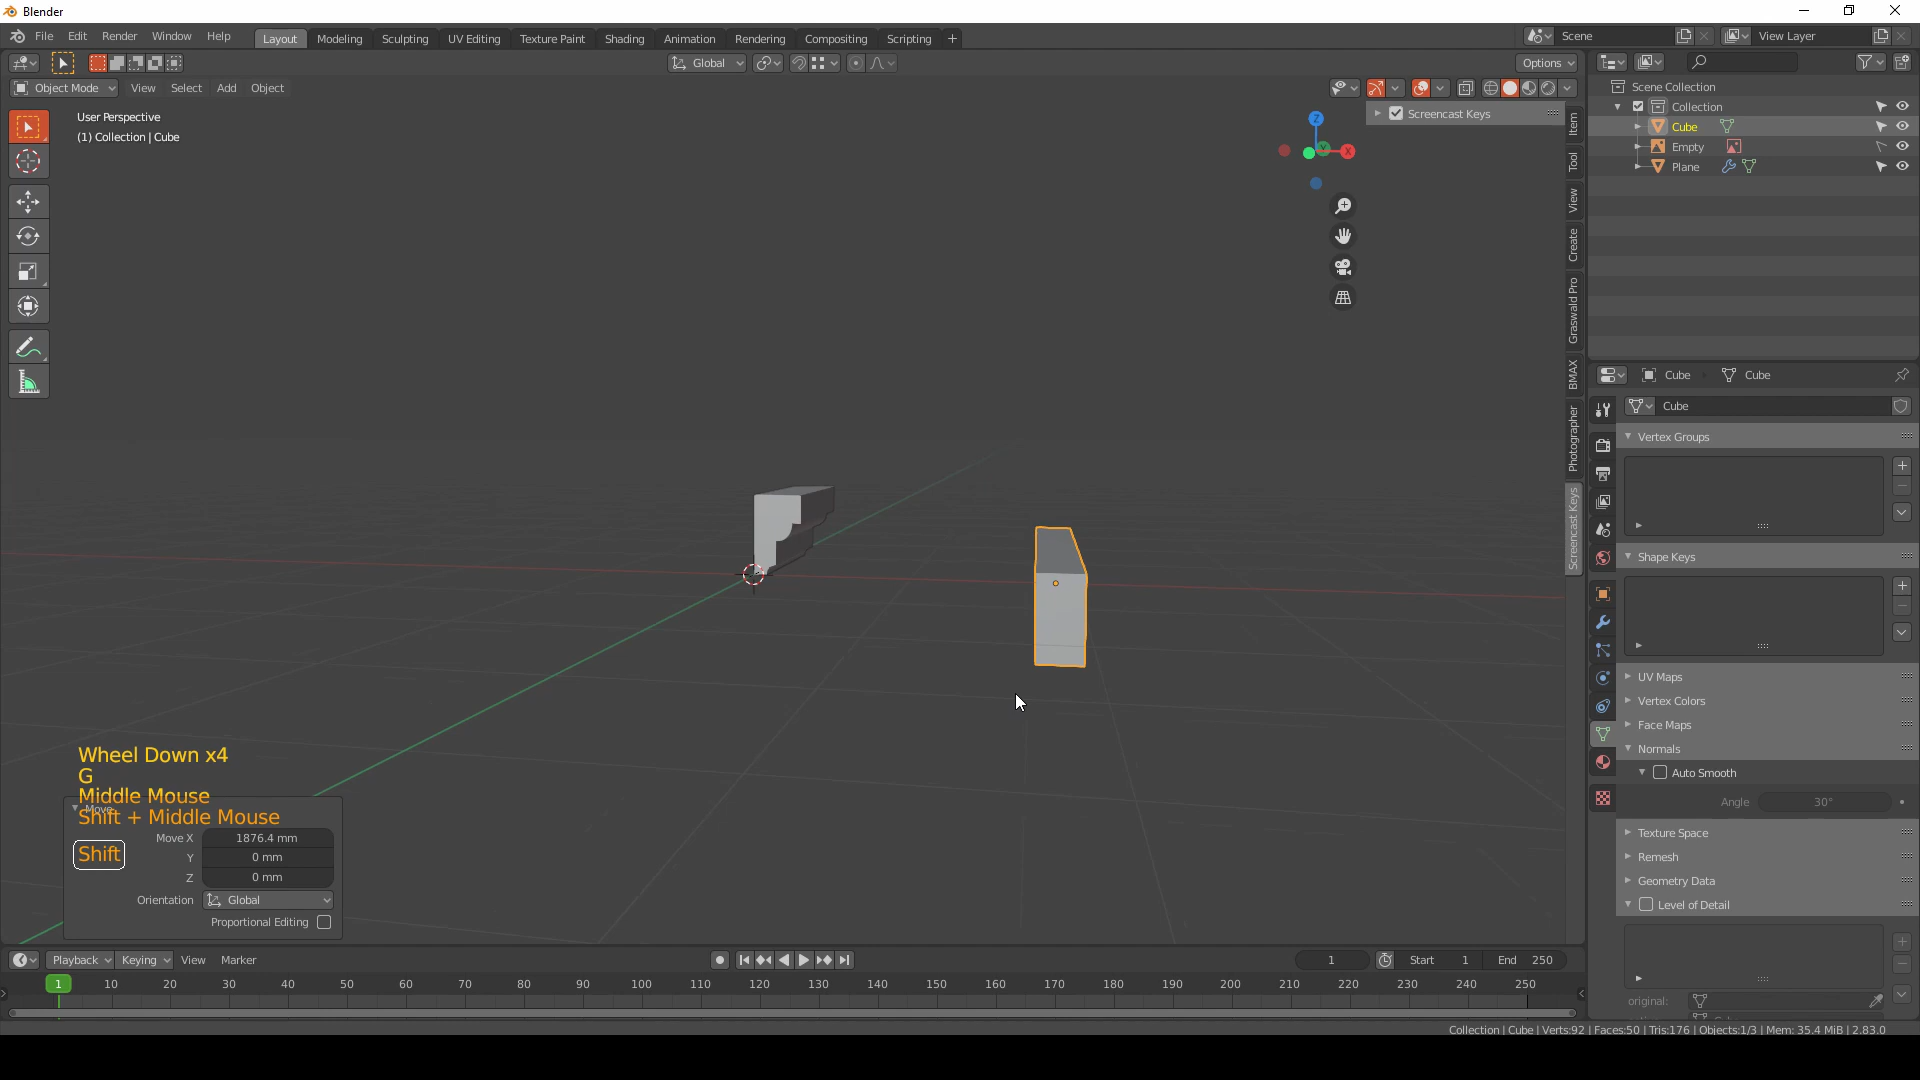 Blender
File Edit Render Window Help
Layout Modeling Sculpting UV Editing Texture Paint Shading Animation Rendering Compositing Scripting +
Scene
View Layer
Global
Options
Object Mode View Select Add Object
User Perspective
(1) Collection | Cube
Z
Y
X
Screencast Keys
Item
Tool
View
Create
Graswald Pro
BMAX
Photographer
Screencast Keys
Scene Collection
Collection
Cube
Empty
Plane
Cube Cube
Cube
Vertex Groups
Shape Keys
UV Maps
Vertex Colors
Face Maps
Normals
Auto Smooth
Angle 30°
Texture Space
Remesh
Geometry Data
Level of Detail
original:
Wheel Down x4
G
Middle Mouse
Move
Shift + Middle Mouse
Shift
Move X 1876.4 mm
Y 0 mm
Z 0 mm
Orientation Global
Proportional Editing
Playback Keying View Marker
1 Start 1 End 250
1 10 20 30 40 50 60 70 80 90 100 110 120 130 140 150 160 170 180 190 200 210 220 230 240 250
Collection | Cube | Verts:92 | Faces:50 | Tris:176 | Objects:1/3 | Mem: 35.4 MiB | 2.83.0